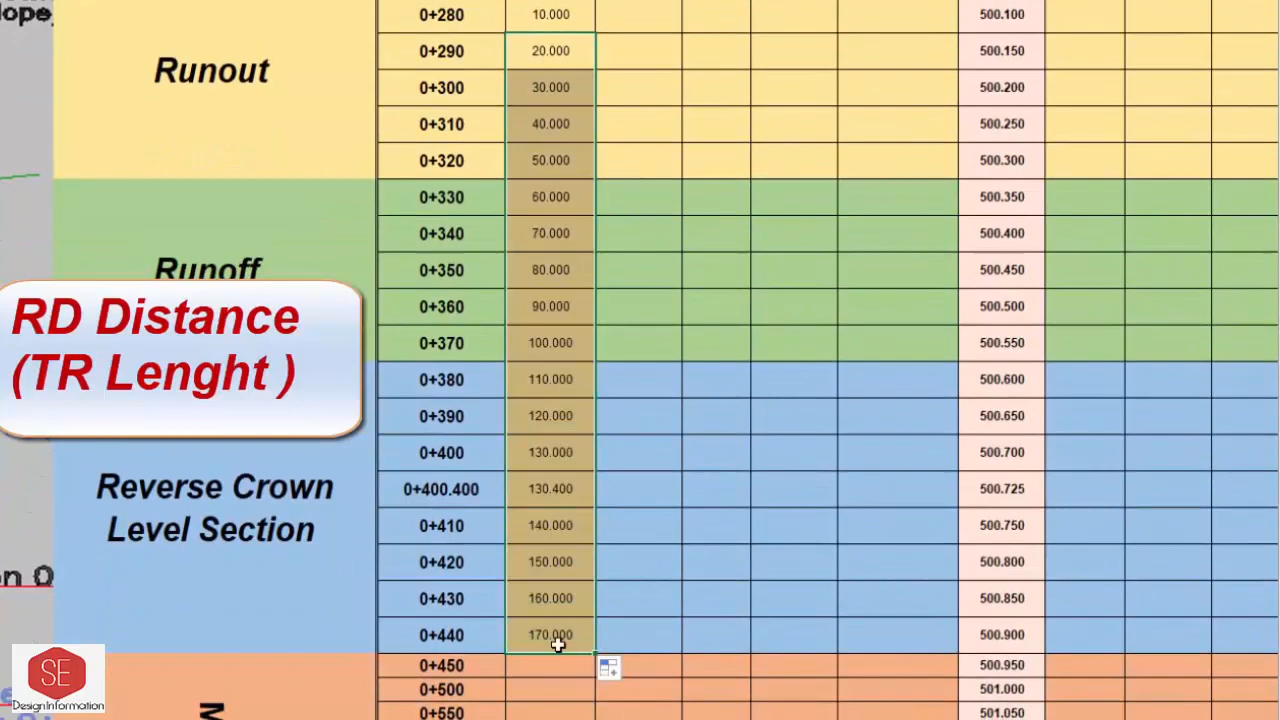 lope,
0+280 10.000 500.100
0+290 20.000 500.150
Runout
0+300 30.000 500.200
0+310 40.000 500.250
0+320 50.000 500.300
0+330 60.000 500.350
0+340 70.000 500.400
Runoff
0+350 80.000 500.450
0+360 90.000 500.500
0+370 100.000 500.550
RD Distance
(TR Lenght )
0+380 110.000 500.600
0+390 120.000 500.650
0+400 130.000 500.700
Reverse Crown
Level Section
0+400.400 130.400 500.725
0+410 140.000 500.750
0+420 150.000 500.800
0+430 160.000 500.850
0+440 170.000 500.900
on 0
0+450 500.950
0+500 501.000
0+550 501.050
M
SE
Design Information